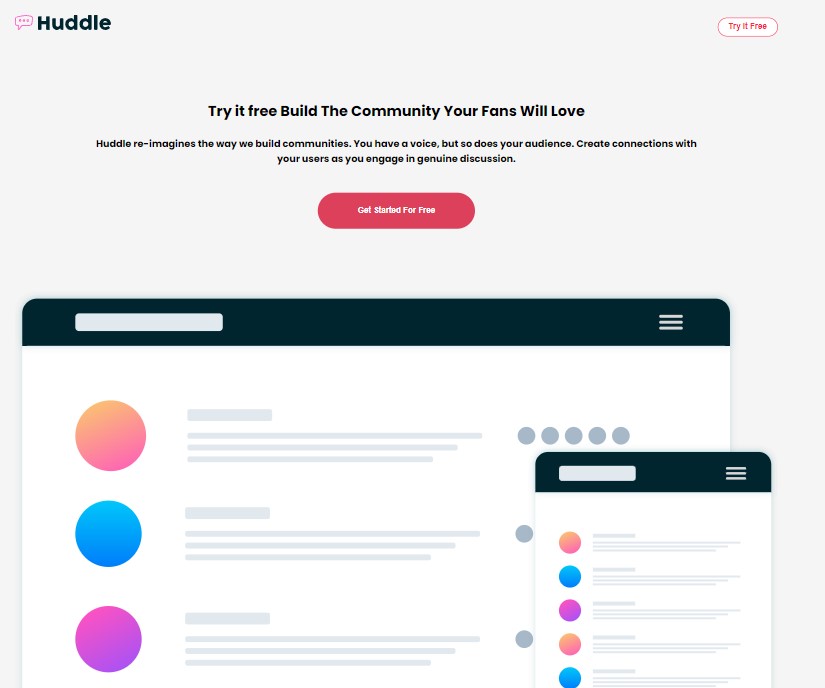 Huddle
Try It Free
Try it free Build The Community Your Fans Will Love
Huddle re-imagines the way we build communities. You have a voice, but so does your audience. Create connections with
your users as you engage in genuine discussion.
Get Started For Free